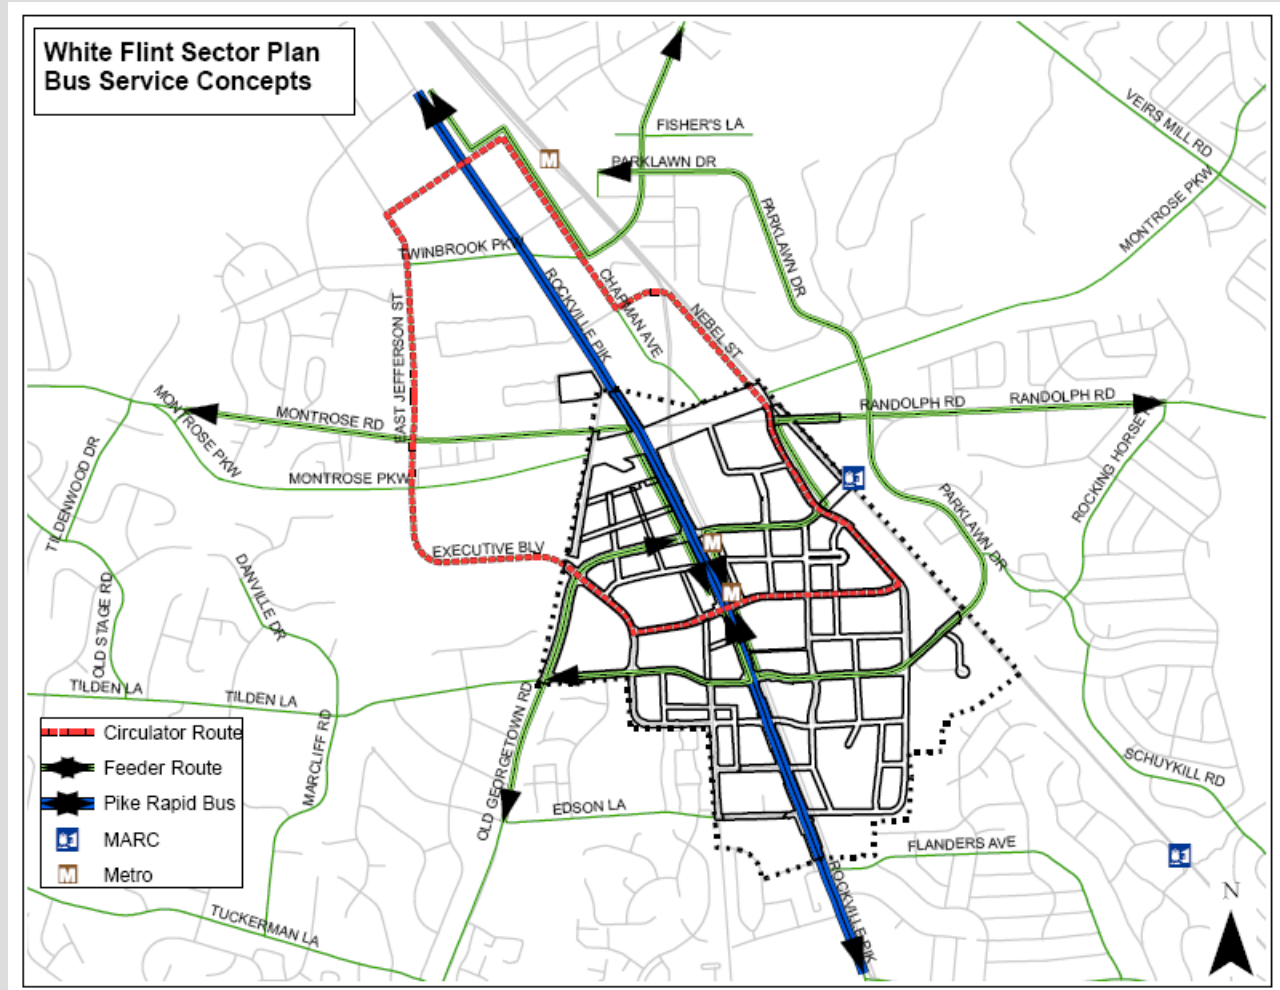 White Flint Sector Plan
Bus Service Concepts
FISHER'S LA
PARKLAWN DR
VEIRS MILL RD
MONTROSE PKW
PARKLAWN DR
TWINBROOK PKW
ROCKVILLE PIK
CHAPMAN AVE
NEBEL ST
EAST JEFFERSON ST
MONTROSE RD
MONTROSE PKW
MONTROSE PKW
RANDOLPH RD
RANDOLPH RD
ROCKING HORSE
TILDENWOOD DR
PARKLAWN DR
EXECUTIVE BLV
DANVILLE DR
OLD STAGE RD
TILDEN LA
TILDEN LA
MARCLIFF RD
OLD GEORGETOWN RD
EDSON LA
SCHUYKILL RD
FLANDERS AVE
ROCKVILLE PIK
TUCKERMAN LA
M
M
M
Circulator Route
Feeder Route
Pike Rapid Bus
MARC
M Metro
N